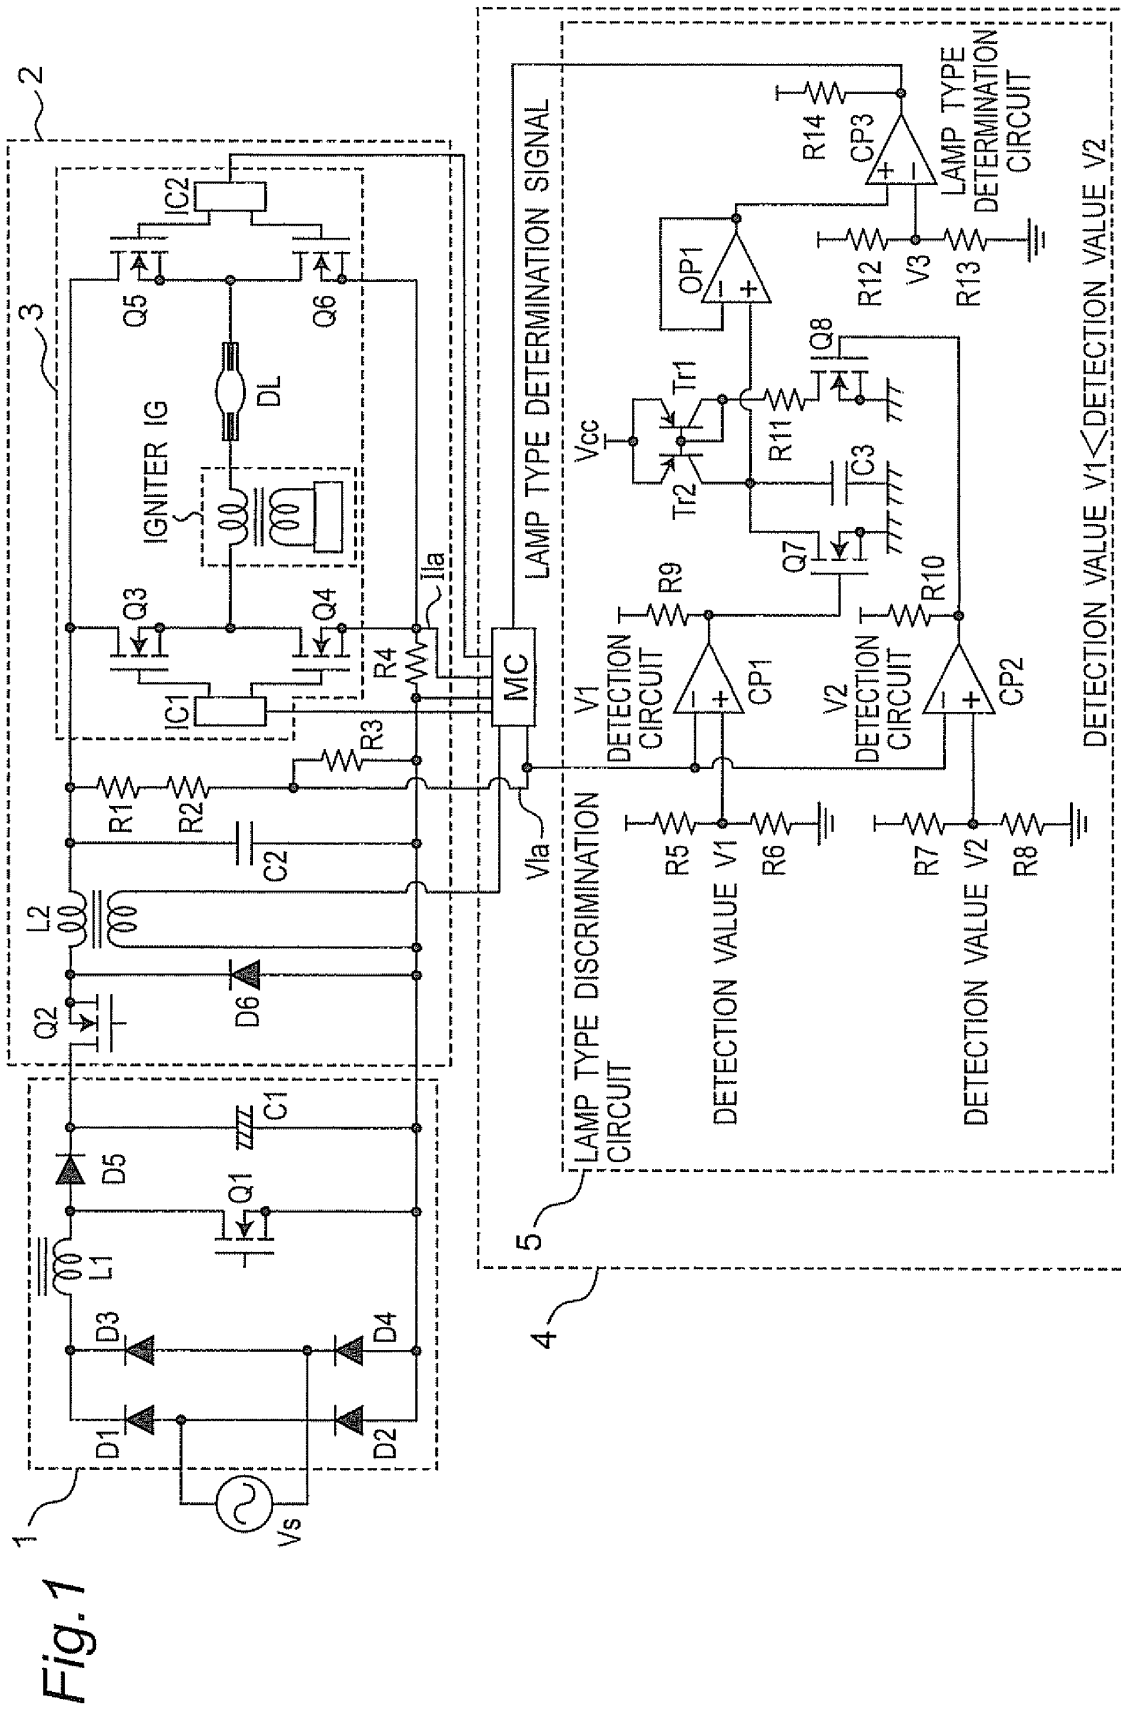 Fig.1
1
Vs
D1
D2
D3
D4
L1
Q1
D5
C1
2
Q2
D6
L2
C2
R1
R2
R3
3
IC1
Q3
Q4
R4
IGNITER IG
DL
Q5
Q6
IC2
Vla
Ila
MC
4
5
LAMP TYPE DETERMINATION SIGNAL
LAMP TYPE DISCRIMINATION
CIRCUIT
DETECTION VALUE V1
R5
R6
V1
DETECTION
CIRCUIT
CP1
−
+
R9
DETECTION VALUE V2
R7
R8
V2
DETECTION
CIRCUIT
CP2
−
+
R10
Q7
C3
Vcc
Tr2
Tr1
R11
Q8
OP1
−
+
R12
V3
R13
R14
CP3
+
−
LAMP TYPE
DETERMINATION
CIRCUIT
DETECTION VALUE V1<DETECTION VALUE V2